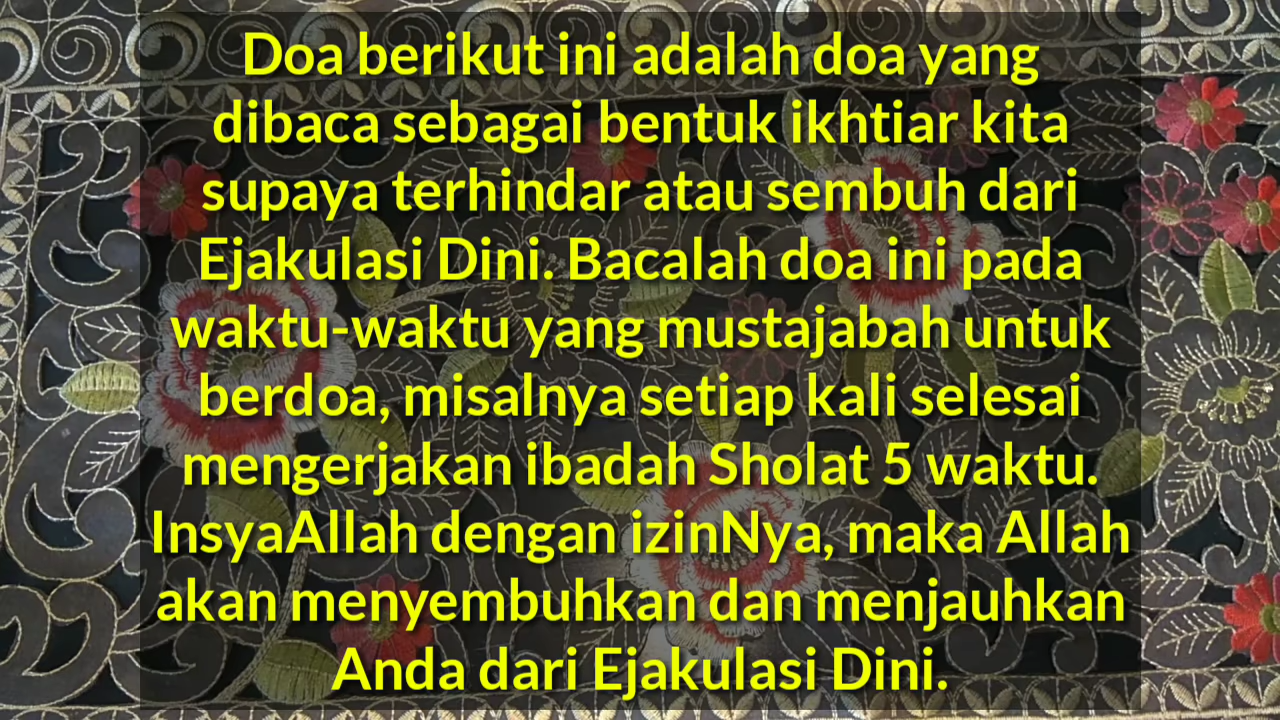 Doa berikut ini adalah doa yang
dibaca sebagai bentuk ikhtiar kita
supaya terhindar atau sembuh dari
Ejakulasi Dini. Bacalah doa ini pada
waktu-waktu yang mustajabah untuk
berdoa, misalnya setiap kali selesai
mengerjakan ibadah Sholat 5 waktu.
InsyaAllah dengan izinNya, maka Allah
akan menyembuhkan dan menjauhkan
Anda dari Ejakulasi Dini.